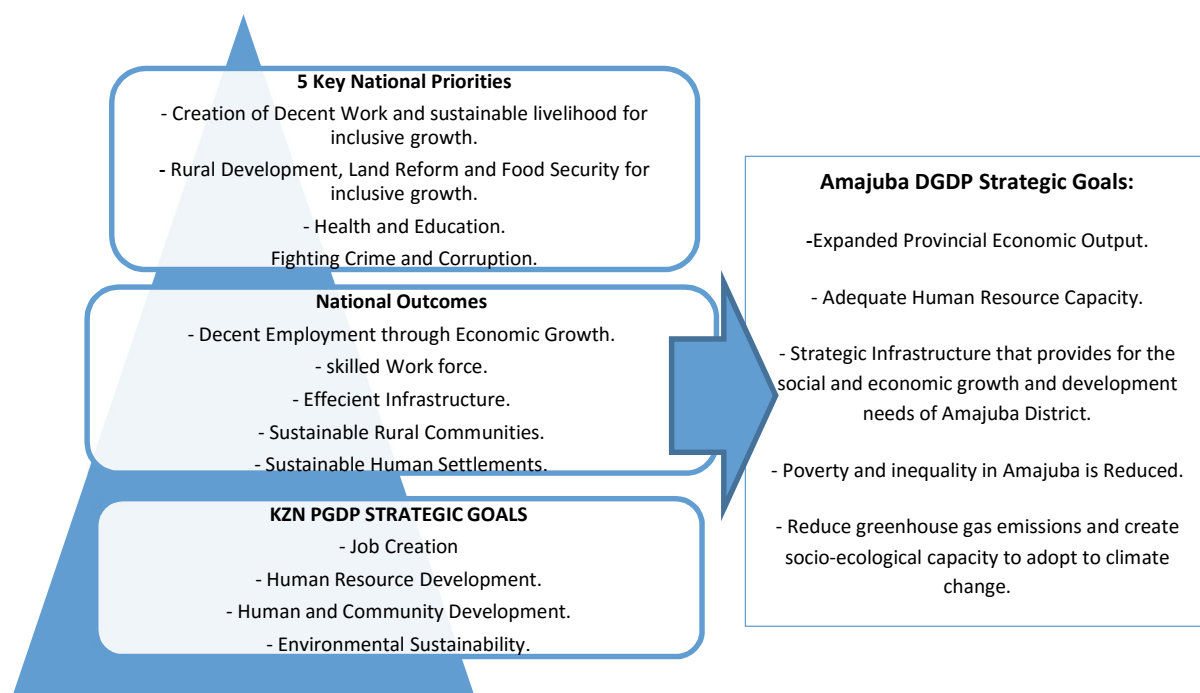 5 Key National Priorities
- Creation of Decent Work and sustainable livelihood for
inclusive growth.
- Rural Development, Land Reform and Food Security for
inclusive growth.
- Health and Education.
Fighting Crime and Corruption.
National Outcomes
- Decent Employment through Economic Growth.
- skilled Work force.
- Effecient Infrastructure.
- Sustainable Rural Communities.
- Sustainable Human Settlements.
KZN PGDP STRATEGIC GOALS
- Job Creation
- Human Resource Development.
- Human and Community Development.
- Environmental Sustainability.
Amajuba DGDP Strategic Goals:
-Expanded Provincial Economic Output.
- Adequate Human Resource Capacity.
- Strategic Infrastructure that provides for the
social and economic growth and development
needs of Amajuba District.
- Poverty and inequality in Amajuba is Reduced.
- Reduce greenhouse gas emissions and create
socio-ecological capacity to adopt to climate
change.